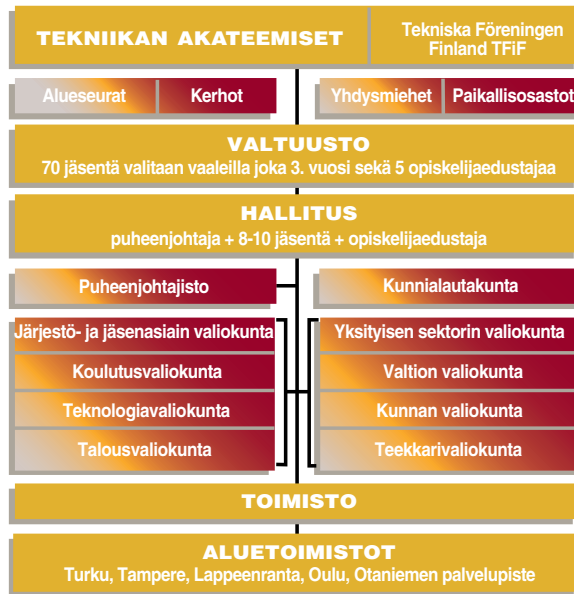 TEKNIIKAN AKATEEMISET
Tekniska Föreningen
Finland TFiF
Alueseurat
Kerhot
Yhdysmiehet
Paikallisosastot
VALTUUSTO
70 jäsentä valitaan vaaleilla joka 3. vuosi sekä 5 opiskelijaedustajaa
HALLITUS
puheenjohtaja + 8-10 jäsentä + opiskelijaedustaja
Puheenjohtajisto
Kunnialautakunta
Järjestö- ja jäsenasiain valiokunta
Koulutusvaliokunta
Teknologiavaliokunta
Talousvaliokunta
Yksityisen sektorin valiokunta
Valtion valiokunta
Kunnan valiokunta
Teekkarivaliokunta
TOIMISTO
ALUETOIMISTOT
Turku, Tampere, Lappeenranta, Oulu, Otaniemen palvelupiste